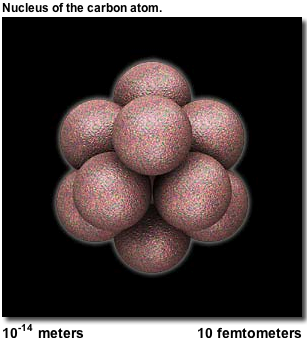 Nucleus of the carbon atom.
10⁻¹⁴ meters 10 femtometers